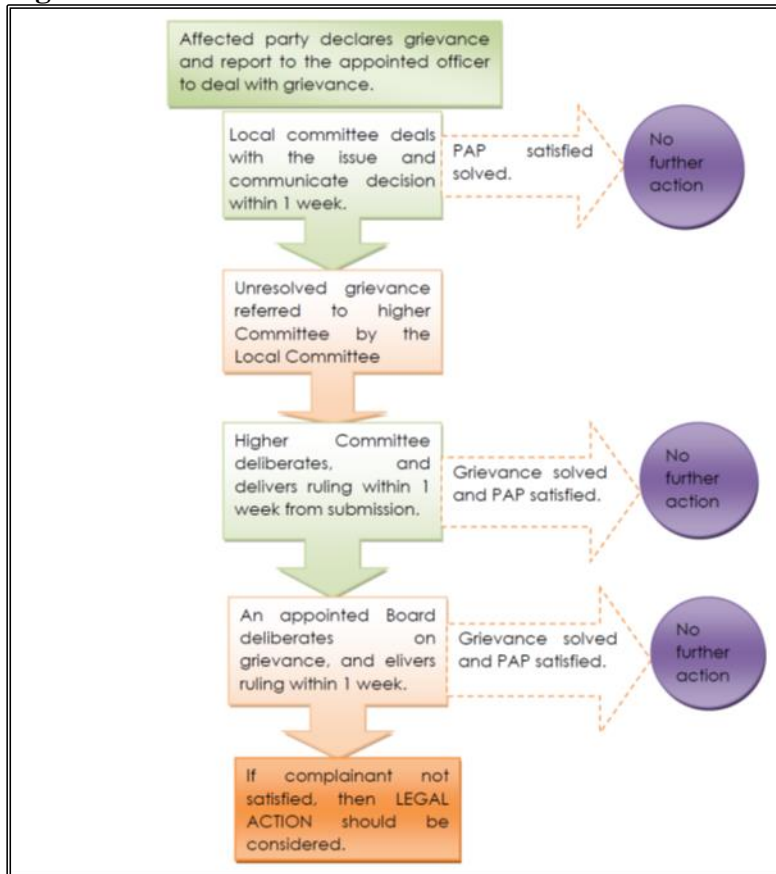 Affected party declares grievance
and report to the appointed officer
to deal with grievance.
Local committee deals
with the issue and
communicate decision
within 1 week.
PAP satisfied
solved.
No
further
action
Unresolved grievance
referred to higher
Committee by the
Local Committee
Higher Committee
deliberates, and
delivers ruling within 1
week from submission.
Grievance solved
and PAP satisfied.
No
further
action
An appointed Board
deliberates on
grievance, and elivers
ruling within 1 week.
Grievance solved
and PAP satisfied.
No
further
action
If complainant not
satisfied, then LEGAL
ACTION should be
considered.